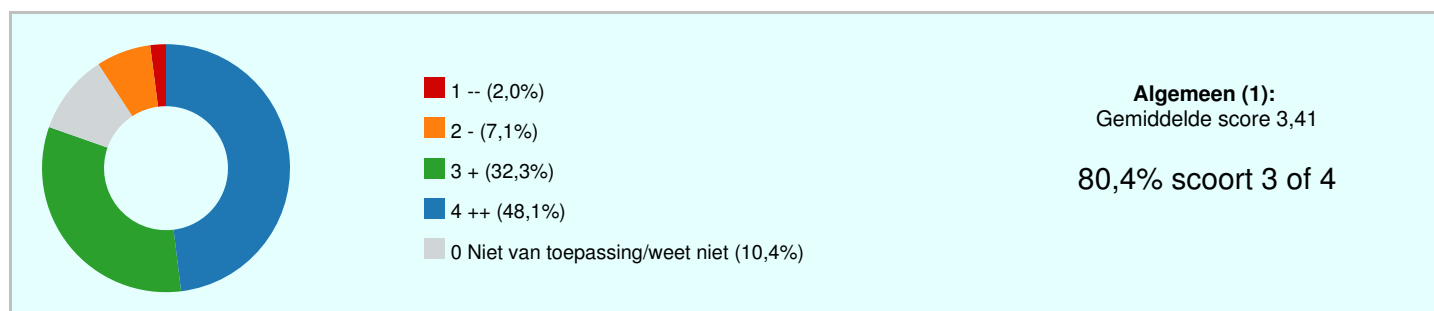 1 -- (2,0%)
2 - (7,1%)
3 + (32,3%)
4 ++ (48,1%)
0 Niet van toepassing/weet niet (10,4%)
Algemeen (1):
Gemiddelde score 3,41
80,4% scoort 3 of 4